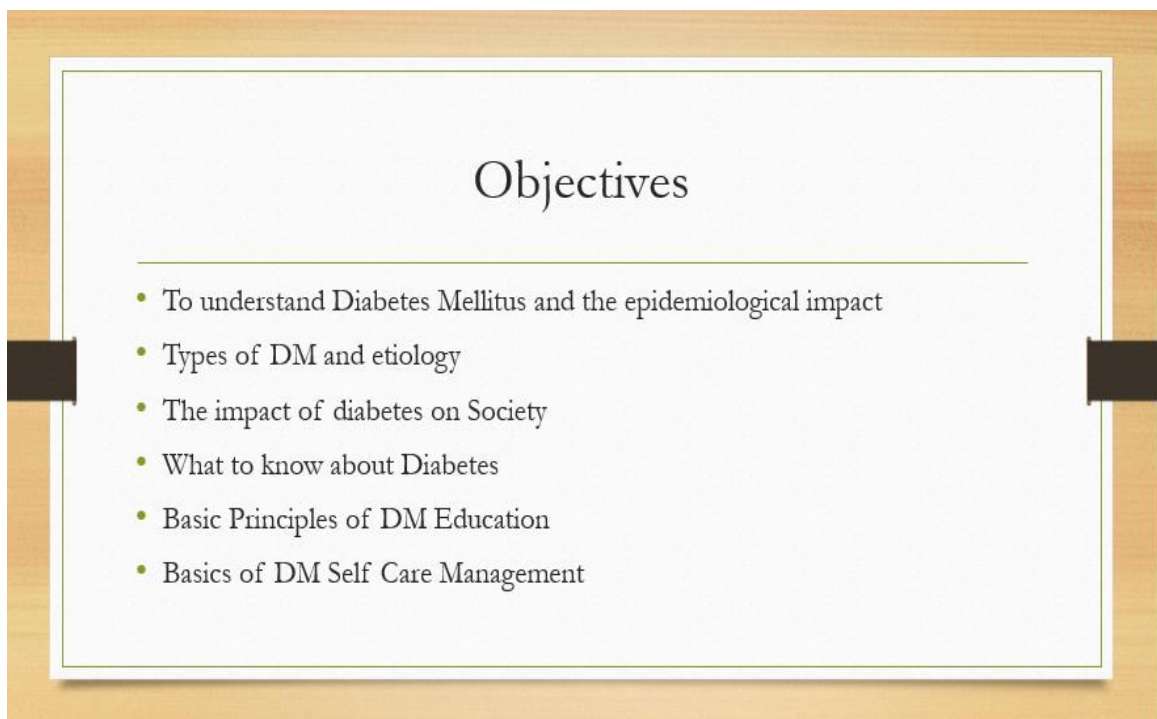 Objectives
• To understand Diabetes Mellitus and the epidemiological impact
• Types of DM and etiology
• The impact of diabetes on Society
• What to know about Diabetes
• Basic Principles of DM Education
• Basics of DM Self Care Management